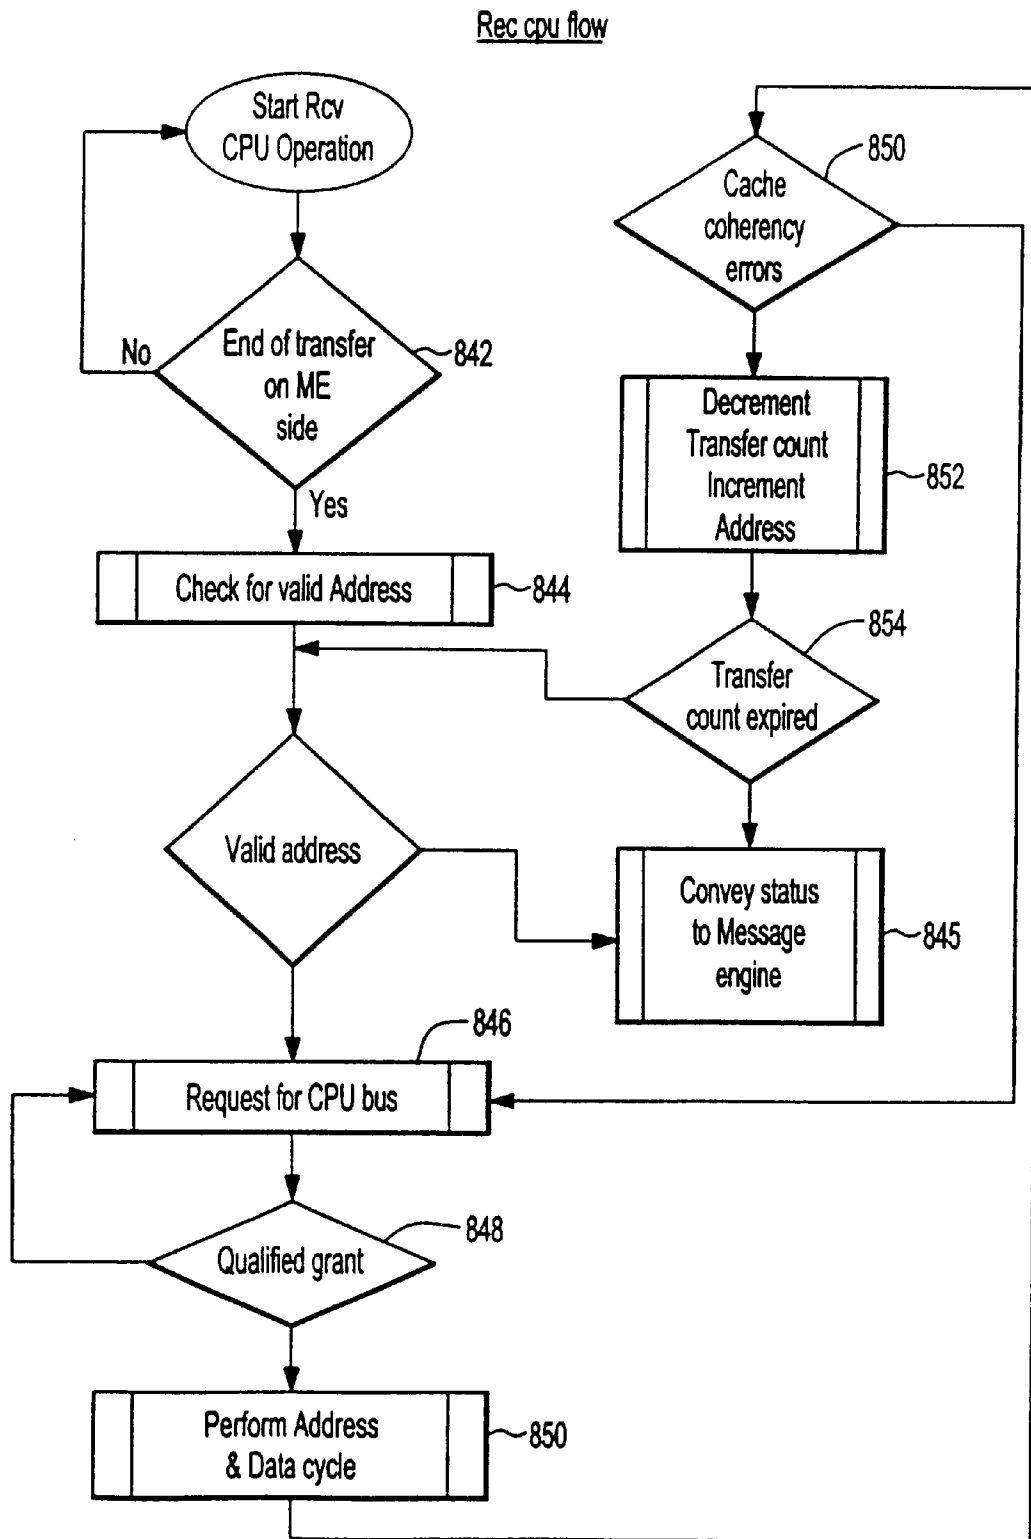 Rec cpu flow
Start Rcv
CPU Operation
No
End of transfer
on ME
side
842
Yes
Check for valid Address
844
Valid address
846
Request for CPU bus
Qualified grant
848
Perform Address
& Data cycle
850
850
Cache
coherency
errors
Decrement
Transfer count
Increment
Address
852
854
Transfer
count expired
Convey status
to Message
engine
845